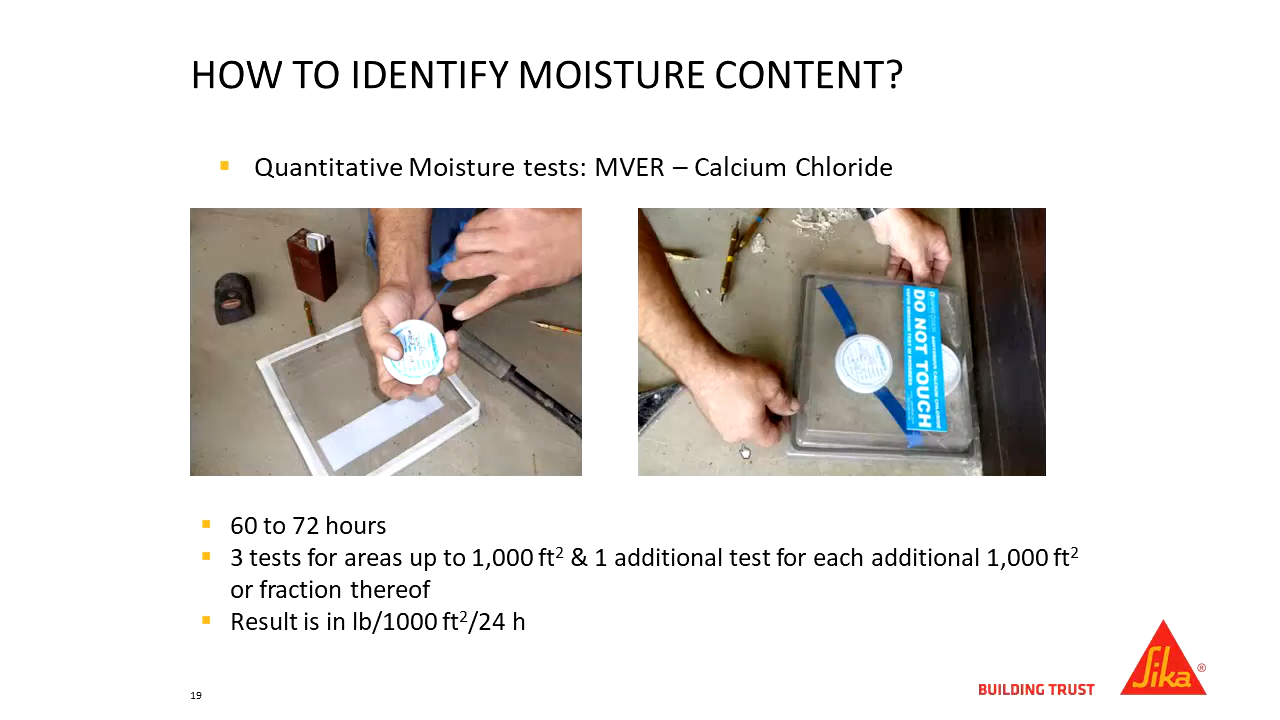 HOW TO IDENTIFY MOISTURE CONTENT?
▪ Quantitative Moisture tests: MVER – Calcium Chloride
DO NOT TOUCH
▪ 60 to 72 hours
▪ 3 tests for areas up to 1,000 ft² & 1 additional test for each additional 1,000 ft²
or fraction thereof
▪ Result is in lb/1000 ft²/24 h
19
BUILDING TRUST
Sika®